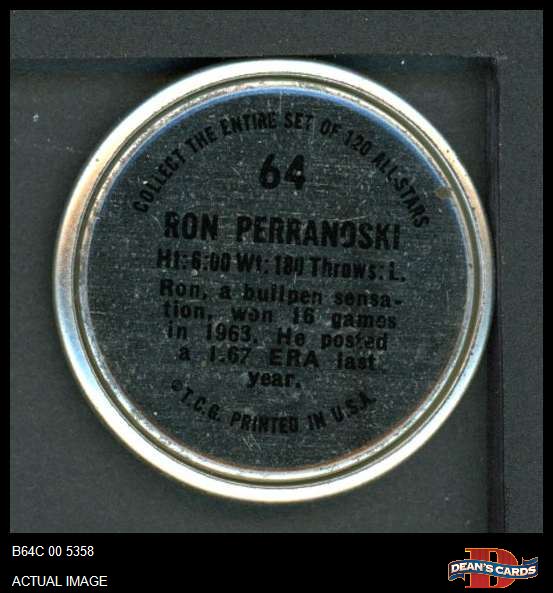 COLLECT THE ENTIRE SET OF 120 ALL-STARS
64
RON PERRANOSKI
Ht: 6:00 Wt: 180 Throws: L.
Ron, a bullpen sensa-
tion, won 16 games
in 1963. He posted
a 1.67 ERA last
year.
©T.C.G. PRINTED IN U.S.A.
B64C 00 5358
ACTUAL IMAGE
D
DEAN'S CARDS